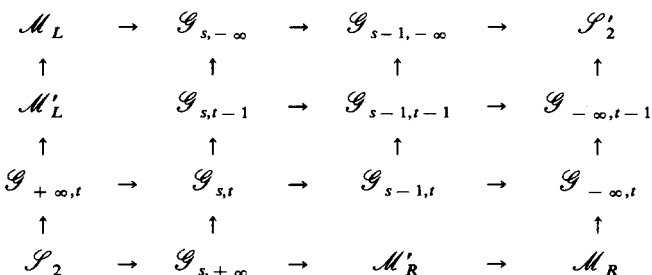 ℳ_L → 𝒢_{s,−∞} → 𝒢_{s−1,−∞} → 𝒮′_2
↑ ↑ ↑ ↑
ℳ′_L 𝒢_{s,t−1} → 𝒢_{s−1,t−1} → 𝒢_{−∞,t−1}
↑ ↑ ↑ ↑
𝒢_{+∞,t} → 𝒢_{s,t} → 𝒢_{s−1,t} → 𝒢_{−∞,t}
↑ ↑ ↑
𝒮_2 → 𝒢_{s,+∞} → ℳ′_R → ℳ_R